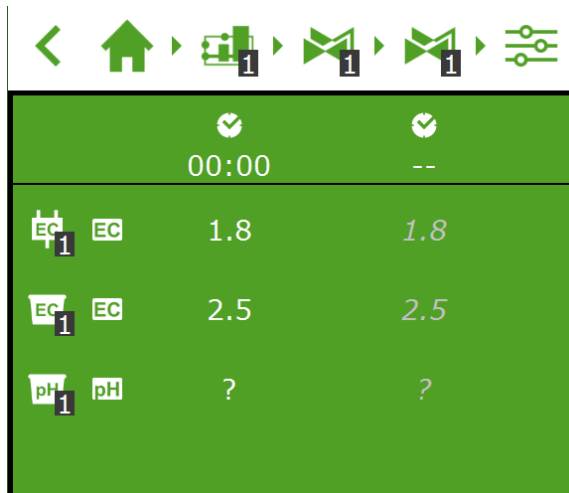 1 1 1
00:00 --
EC 1 EC 1.8 1.8
EC 1 EC 2.5 2.5
pH 1 pH ? ?